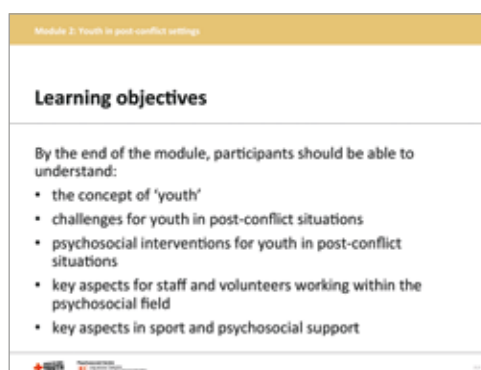 Module 2: Youth in post-conflict settings
Learning objectives
By the end of the module, participants should be able to
understand:
• the concept of ‘youth’
• challenges for youth in post-conflict situations
• psychosocial interventions for youth in post-conflict
situations
• key aspects for staff and volunteers working within the
psychosocial field
• key aspects in sport and psychosocial support